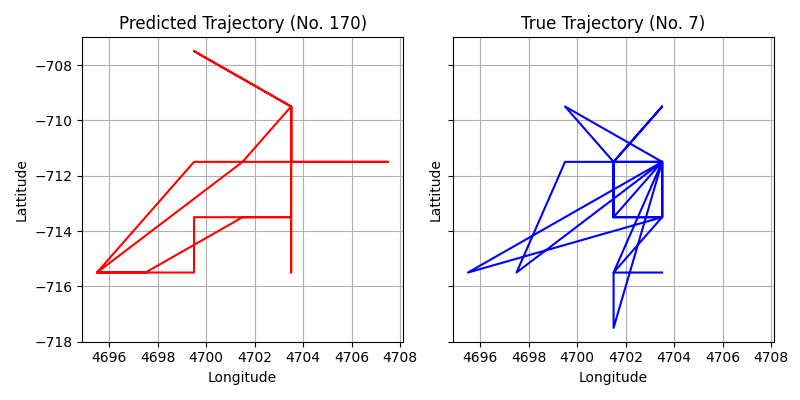 Predicted Trajectory (No. 170)
True Trajectory (No. 7)
Lattitude
−708
−710
−712
−714
−716
−718
4696 4698 4700 4702 4704 4706 4708
Longitude
Lattitude
4696 4698 4700 4702 4704 4706 4708
Longitude